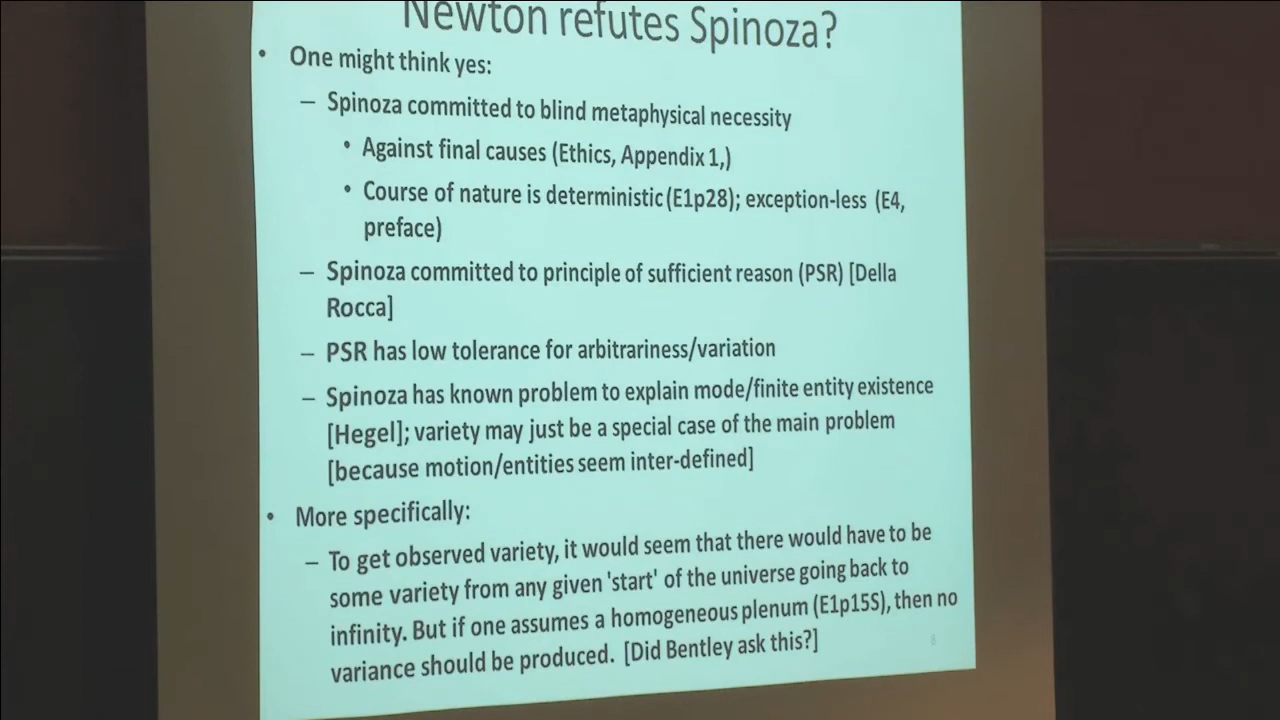 Newton refutes Spinoza?
• One might think yes:
– Spinoza committed to blind metaphysical necessity
• Against final causes (Ethics, Appendix 1,)
• Course of nature is deterministic (E1p28); exception-less (E4,
preface)
– Spinoza committed to principle of sufficient reason (PSR) [Della
Rocca]
– PSR has low tolerance for arbitrariness/variation
– Spinoza has known problem to explain mode/finite entity existence
[Hegel]; variety may just be a special case of the main problem
[because motion/entities seem inter-defined]
• More specifically:
– To get observed variety, it would seem that there would have to be
some variety from any given 'start' of the universe going back to
infinity. But if one assumes a homogeneous plenum (E1p15S), then no
variance should be produced. [Did Bentley ask this?]
8